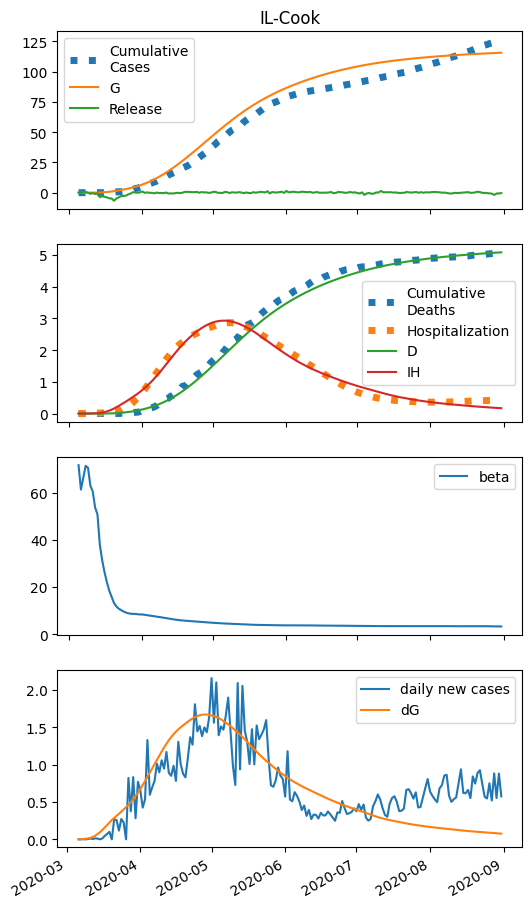 IL-Cook
125
100
75
50
25
0
Cumulative
Cases
G
Release
5
4
3
2
1
0
Cumulative
Deaths
Hospitalization
D
IH
60
40
20
0
beta
2.0
1.5
1.0
0.5
0.0
daily new cases
dG
2020-03
2020-04
2020-05
2020-06
2020-07
2020-08
2020-09